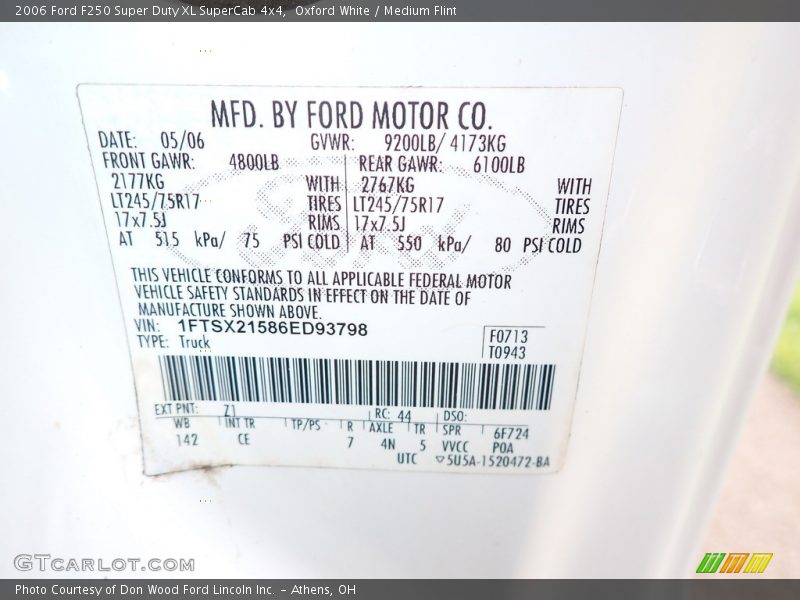 2006 Ford F250 Super Duty XL SuperCab 4x4, Oxford White / Medium Flint
MFD. BY FORD MOTOR CO.
DATE: 05/06 GVWR: 9200LB/ 4173KG
FRONT GAWR: 4800LB REAR GAWR: 6100LB
2177KG WITH 2767KG WITH
LT245/75R17 TIRES LT245/75R17 TIRES
17x7.5J RIMS 17x7.5J RIMS
AT 515 kPa/ 75 PSI COLD AT 550 kPa/ 80 PSI COLD
THIS VEHICLE CONFORMS TO ALL APPLICABLE FEDERAL MOTOR
VEHICLE SAFETY STANDARDS IN EFFECT ON THE DATE OF
MANUFACTURE SHOWN ABOVE.
VIN: 1FTSX21586ED93798
TYPE: Truck
F0713
T0943
EXT PNT: Z1 RC: 44 DSO:
WB INT TR TP/PS R AXLE TR SPR 6F724
142 CE 7 4N 5 VVCC POA
UTC ▽5U5A-1520472-BA
GTCARLOT.COM
Photo Courtesy of Don Wood Ford Lincoln Inc. - Athens, OH